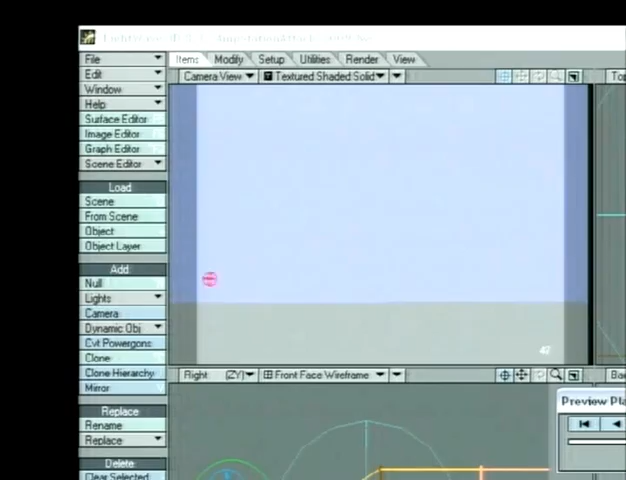 Items Modify Setup Utilities Render View
File
Edit
Window
Help
Surface Editor
Image Editor
Graph Editor
Scene Editor
Camera View Textured Shaded Solid
Load
Scene
From Scene
Object
Object Layer
Add
Null
Lights
Camera
Dynamic Obj
Cvt Powergons
Clone
Clone Hierarchy
Mirror
47
Right (ZY) Front Face Wireframe
Replace
Rename
Replace
Delete
Clear Selected
Preview Pla